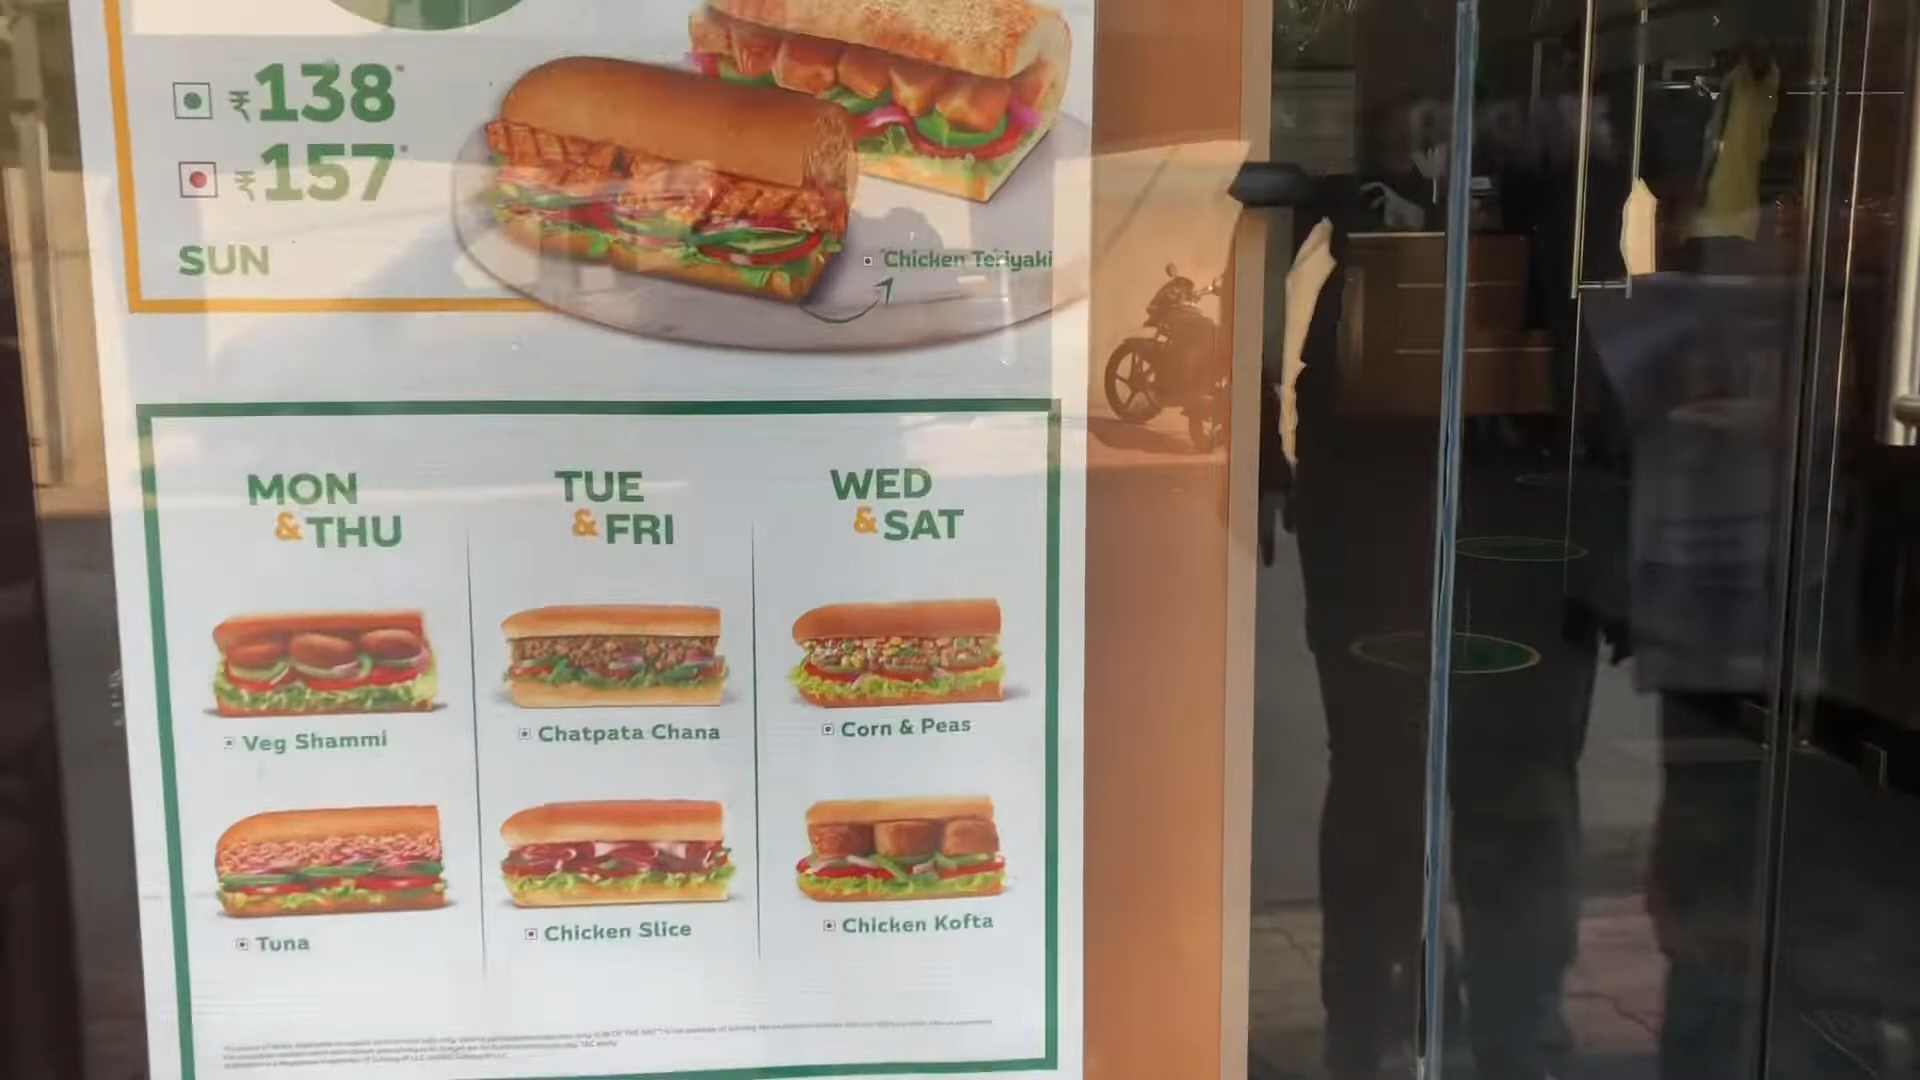 ₹138*
₹157*
SUN
Chicken Teriyaki
MON
& THU
TUE
& FRI
WED
& SAT
Veg Shammi
Chatpata Chana
Corn & Peas
Tuna
Chicken Slice
Chicken Kofta